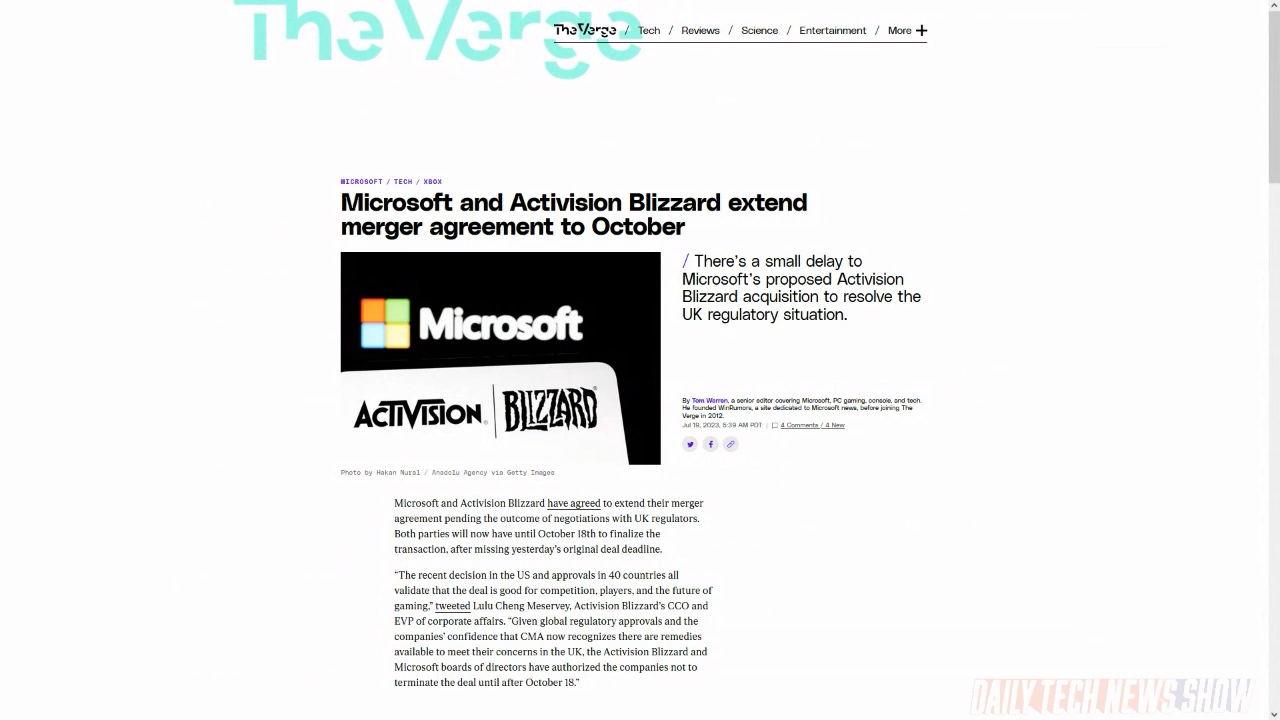 The Verge
TheVerge / Tech / Reviews / Science / Entertainment / More +
MICROSOFT / TECH / XBOX
Microsoft and Activision Blizzard extend
merger agreement to October
/ There's a small delay to
Microsoft's proposed Activision
Blizzard acquisition to resolve the
UK regulatory situation.
Microsoft
ACTIVISION BLIZZARD
By Tom Warren, a senior editor covering Microsoft, PC gaming, console, and tech.
He founded WinRumors, a site dedicated to Microsoft news, before joining The
Verge in 2012.
Jul 19, 2023, 5:39 AM PDT | 4 Comments / 4 New
Photo by Hakan Nural / Anadolu Agency via Getty Images
Microsoft and Activision Blizzard have agreed to extend their merger
agreement pending the outcome of negotiations with UK regulators.
Both parties will now have until October 18th to finalize the
transaction, after missing yesterday's original deal deadline.
“The recent decision in the US and approvals in 40 countries all
validate that the deal is good for competition, players, and the future of
gaming,” tweeted Lulu Cheng Meservey, Activision Blizzard's CCO and
EVP of corporate affairs. “Given global regulatory approvals and the
companies' confidence that CMA now recognizes there are remedies
available to meet their concerns in the UK, the Activision Blizzard and
Microsoft boards of directors have authorized the companies not to
terminate the deal until after October 18.”
DAILY TECH NEWS SHOW